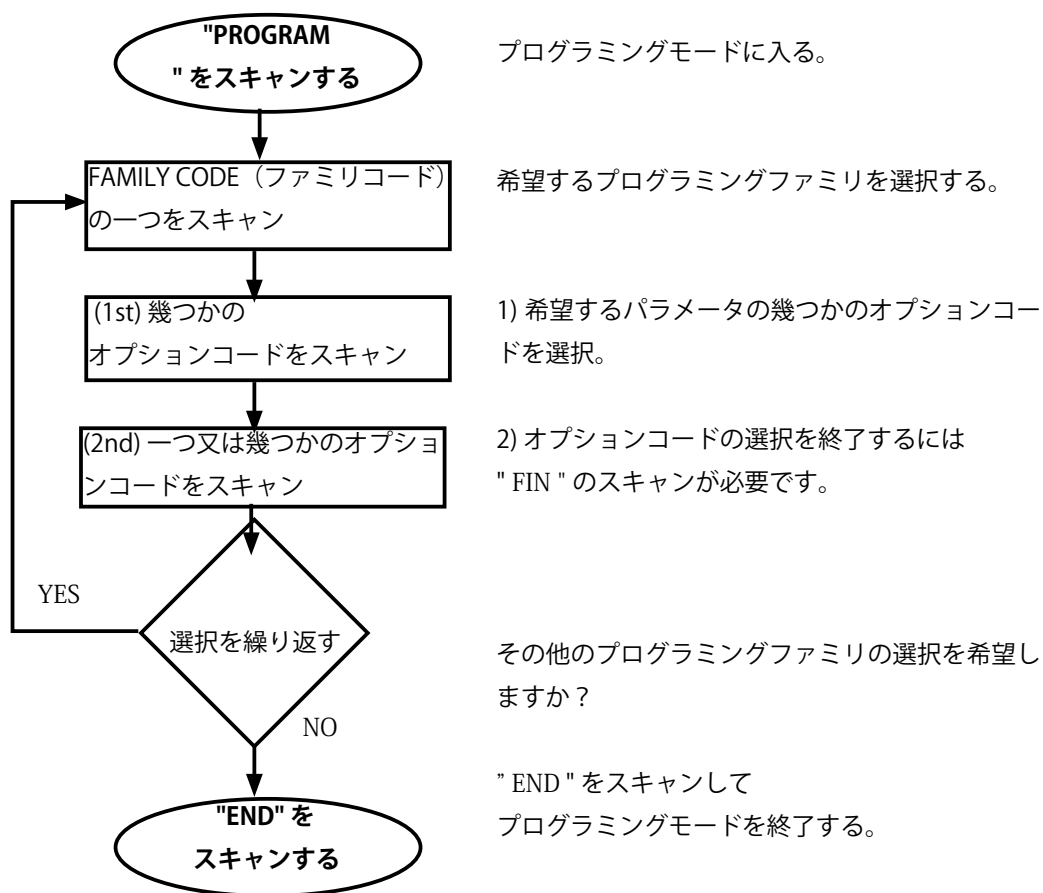 "PROGRAM
" をスキャンする
プログラミングモードに入る。
FAMILY CODE（ファミリコード）
の一つをスキャン
希望するプログラミングファミリを選択する。
(1st) 幾つかの
オプションコードをスキャン
1) 希望するパラメータの幾つかのオプションコー
ドを選択。
(2nd) 一つ又は幾つかのオプショ
ンコードをスキャン
2) オプションコードの選択を終了するには
" FIN " のスキャンが必要です。
YES
選択を繰り返す
その他のプログラミングファミリの選択を希望し
ますか？
NO
” END " をスキャンして
プログラミングモードを終了する。
"END" を
スキャンする